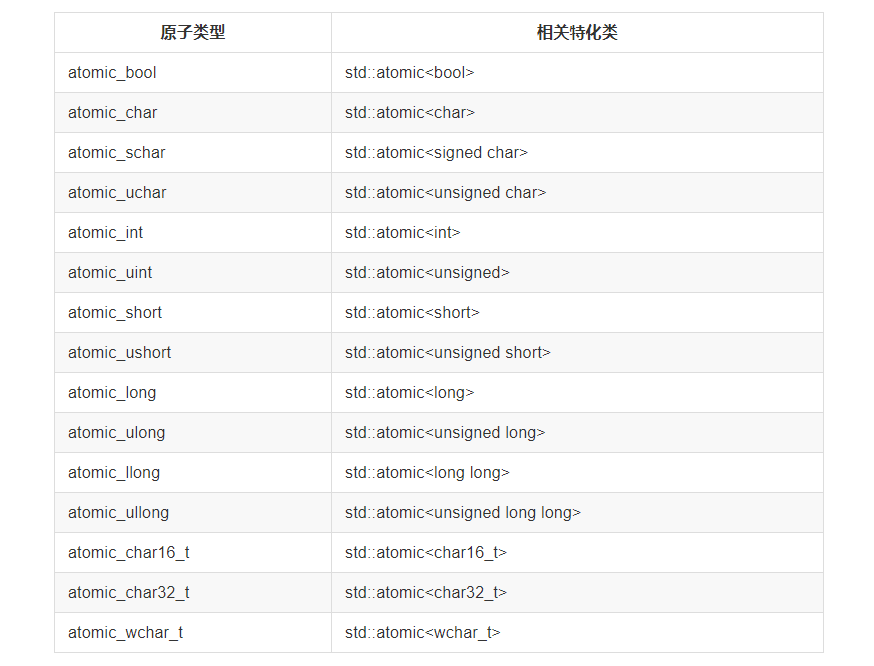 原子类型 相关特化类
atomic_bool std::atomic<bool>
atomic_char std::atomic<char>
atomic_schar std::atomic<signed char>
atomic_uchar std::atomic<unsigned char>
atomic_int std::atomic<int>
atomic_uint std::atomic<unsigned>
atomic_short std::atomic<short>
atomic_ushort std::atomic<unsigned short>
atomic_long std::atomic<long>
atomic_ulong std::atomic<unsigned long>
atomic_llong std::atomic<long long>
atomic_ullong std::atomic<unsigned long long>
atomic_char16_t std::atomic<char16_t>
atomic_char32_t std::atomic<char32_t>
atomic_wchar_t std::atomic<wchar_t>